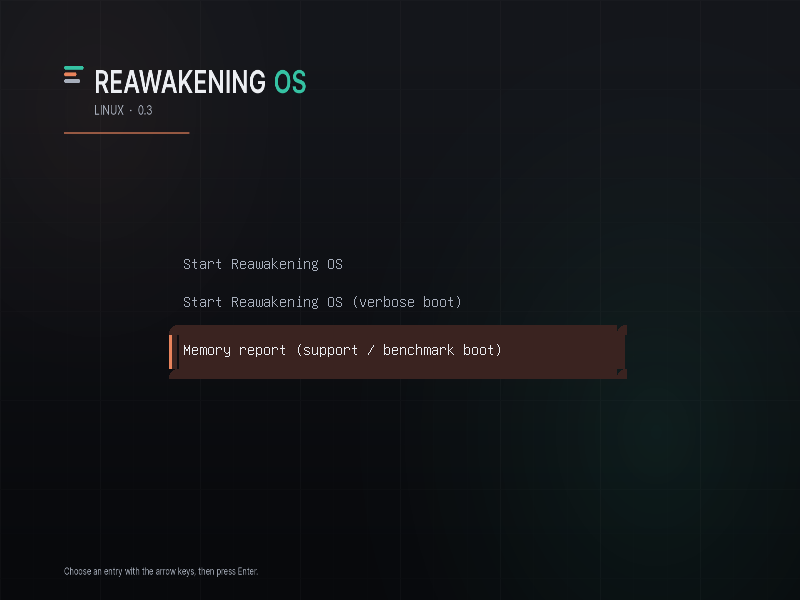 REAWAKENING OS
LINUX · 0.3
Start Reawakening OS
Start Reawakening OS (verbose boot)
Memory report (support / benchmark boot)
Choose an entry with the arrow keys, then press Enter.